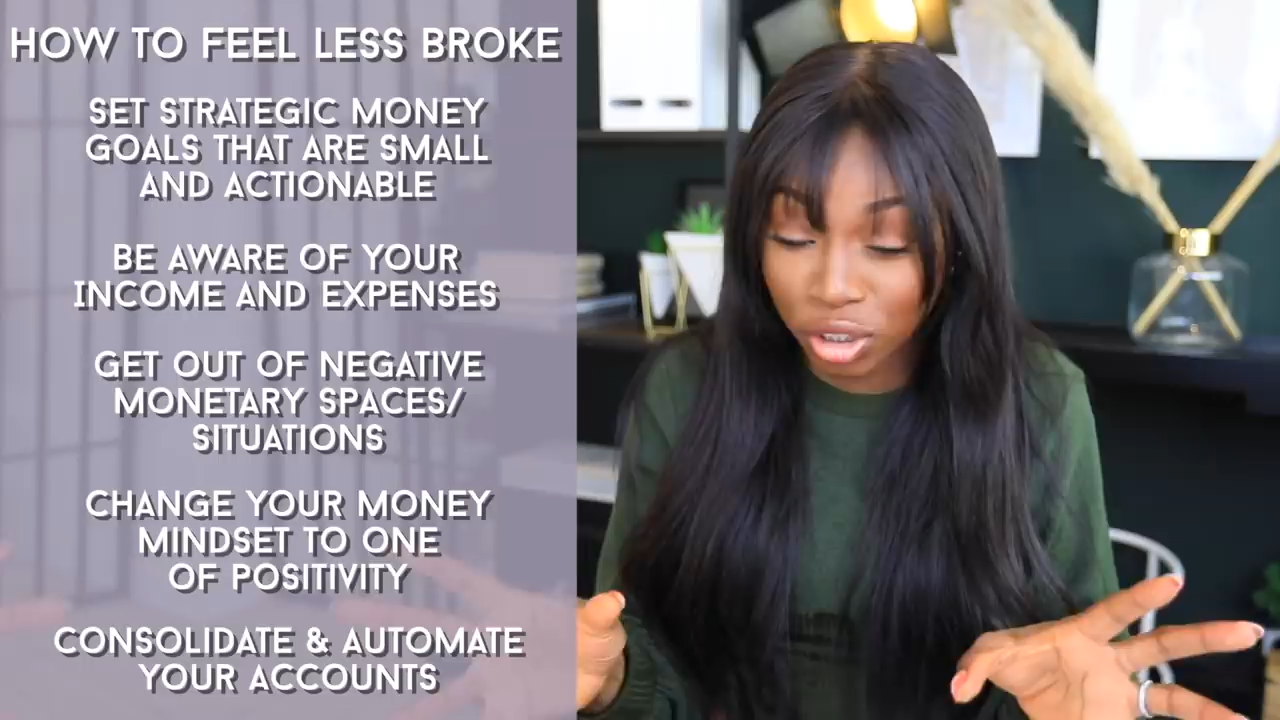 HOW TO FEEL LESS BROKE
SET STRATEGIC MONEY
GOALS THAT ARE SMALL
AND ACTIONABLE
BE AWARE OF YOUR
INCOME AND EXPENSES
GET OUT OF NEGATIVE
MONETARY SPACES/
SITUATIONS
CHANGE YOUR MONEY
MINDSET TO ONE
OF POSITIVITY
CONSOLIDATE & AUTOMATE
YOUR ACCOUNTS